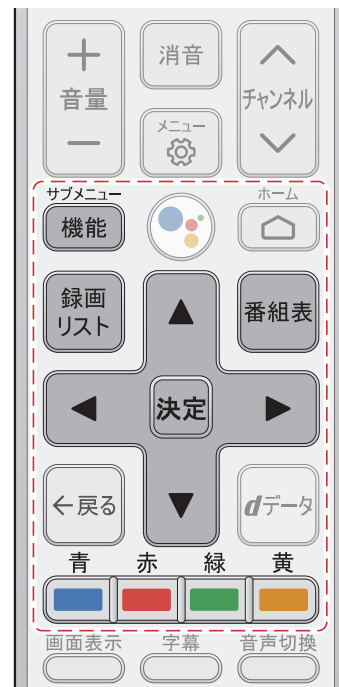 +
音量
−
消音
メニュー
チャンネル
サブメニュー
機能
ホーム
録画
リスト
番組表
決定
←戻る
dデータ
青 赤 緑 黄
画面表示 字幕 音声切換